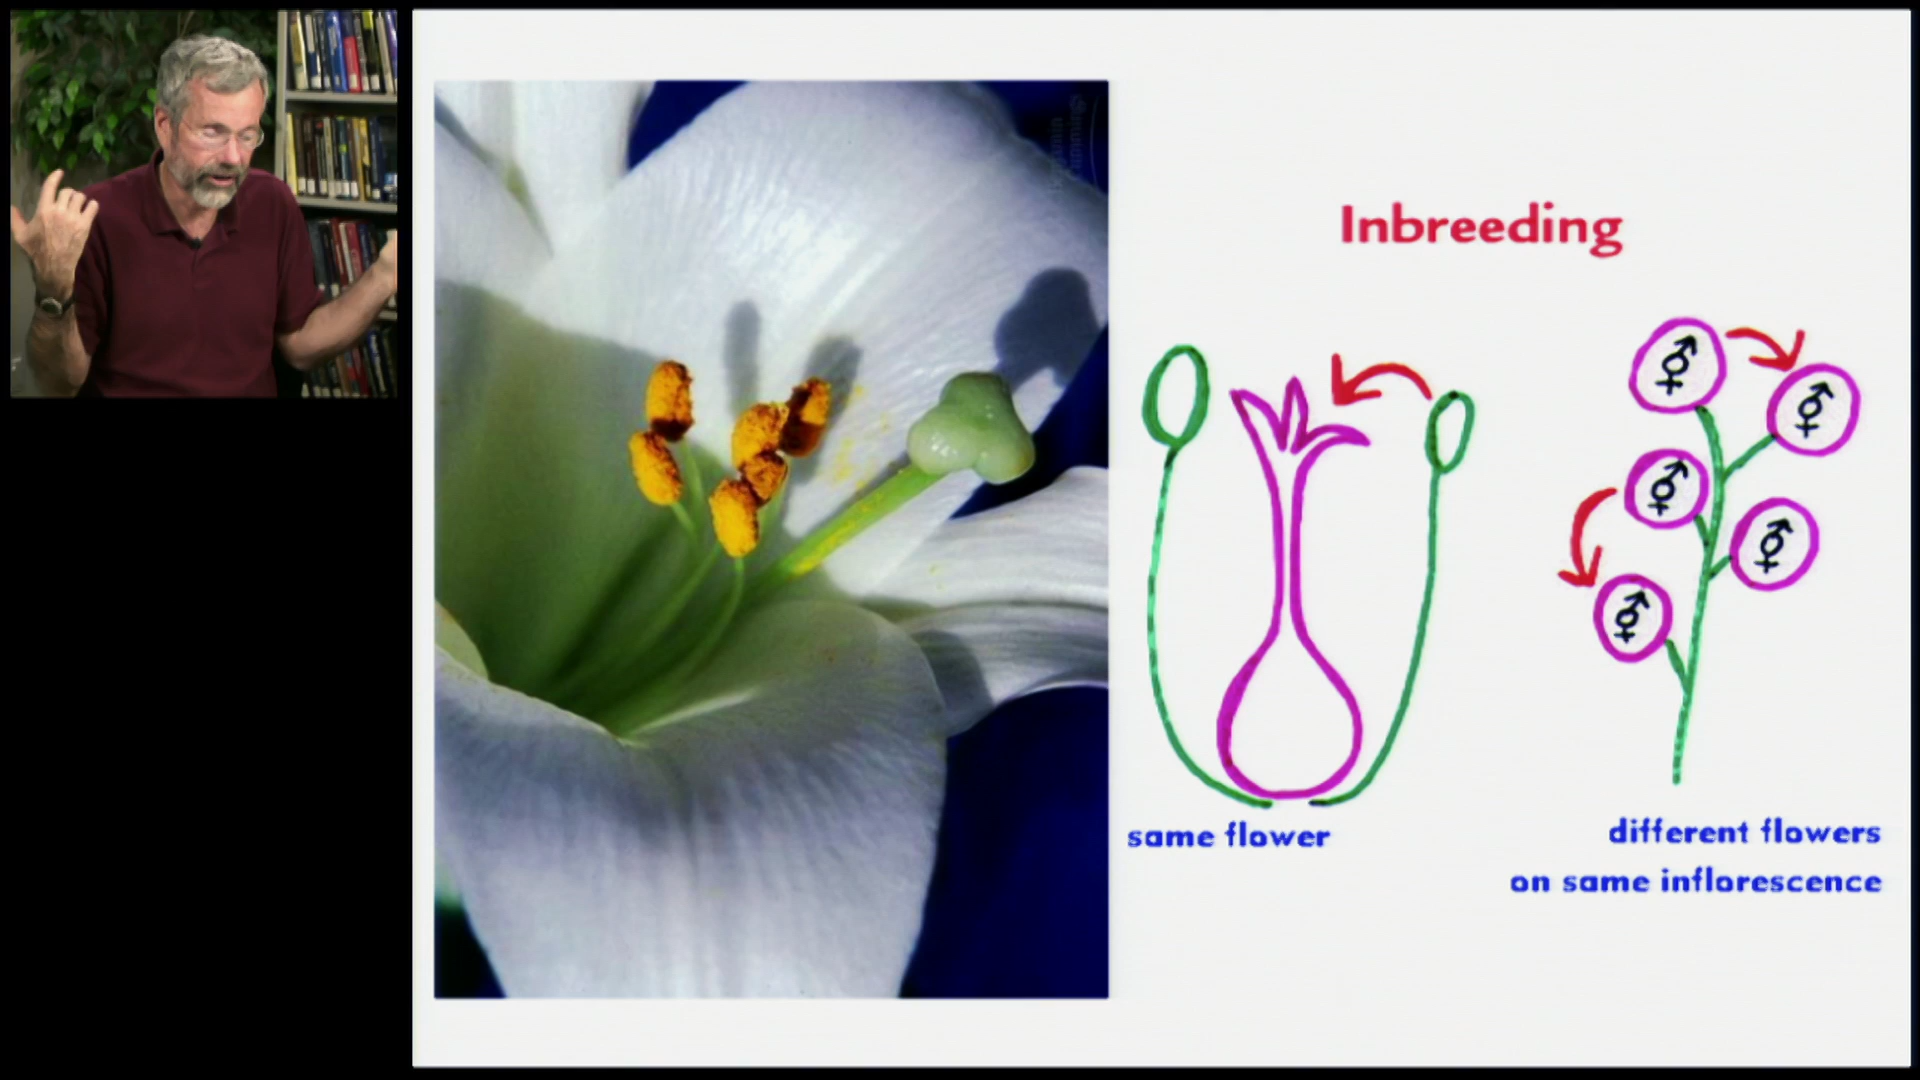 Inbreeding
same flower
different flowers
on same inflorescence